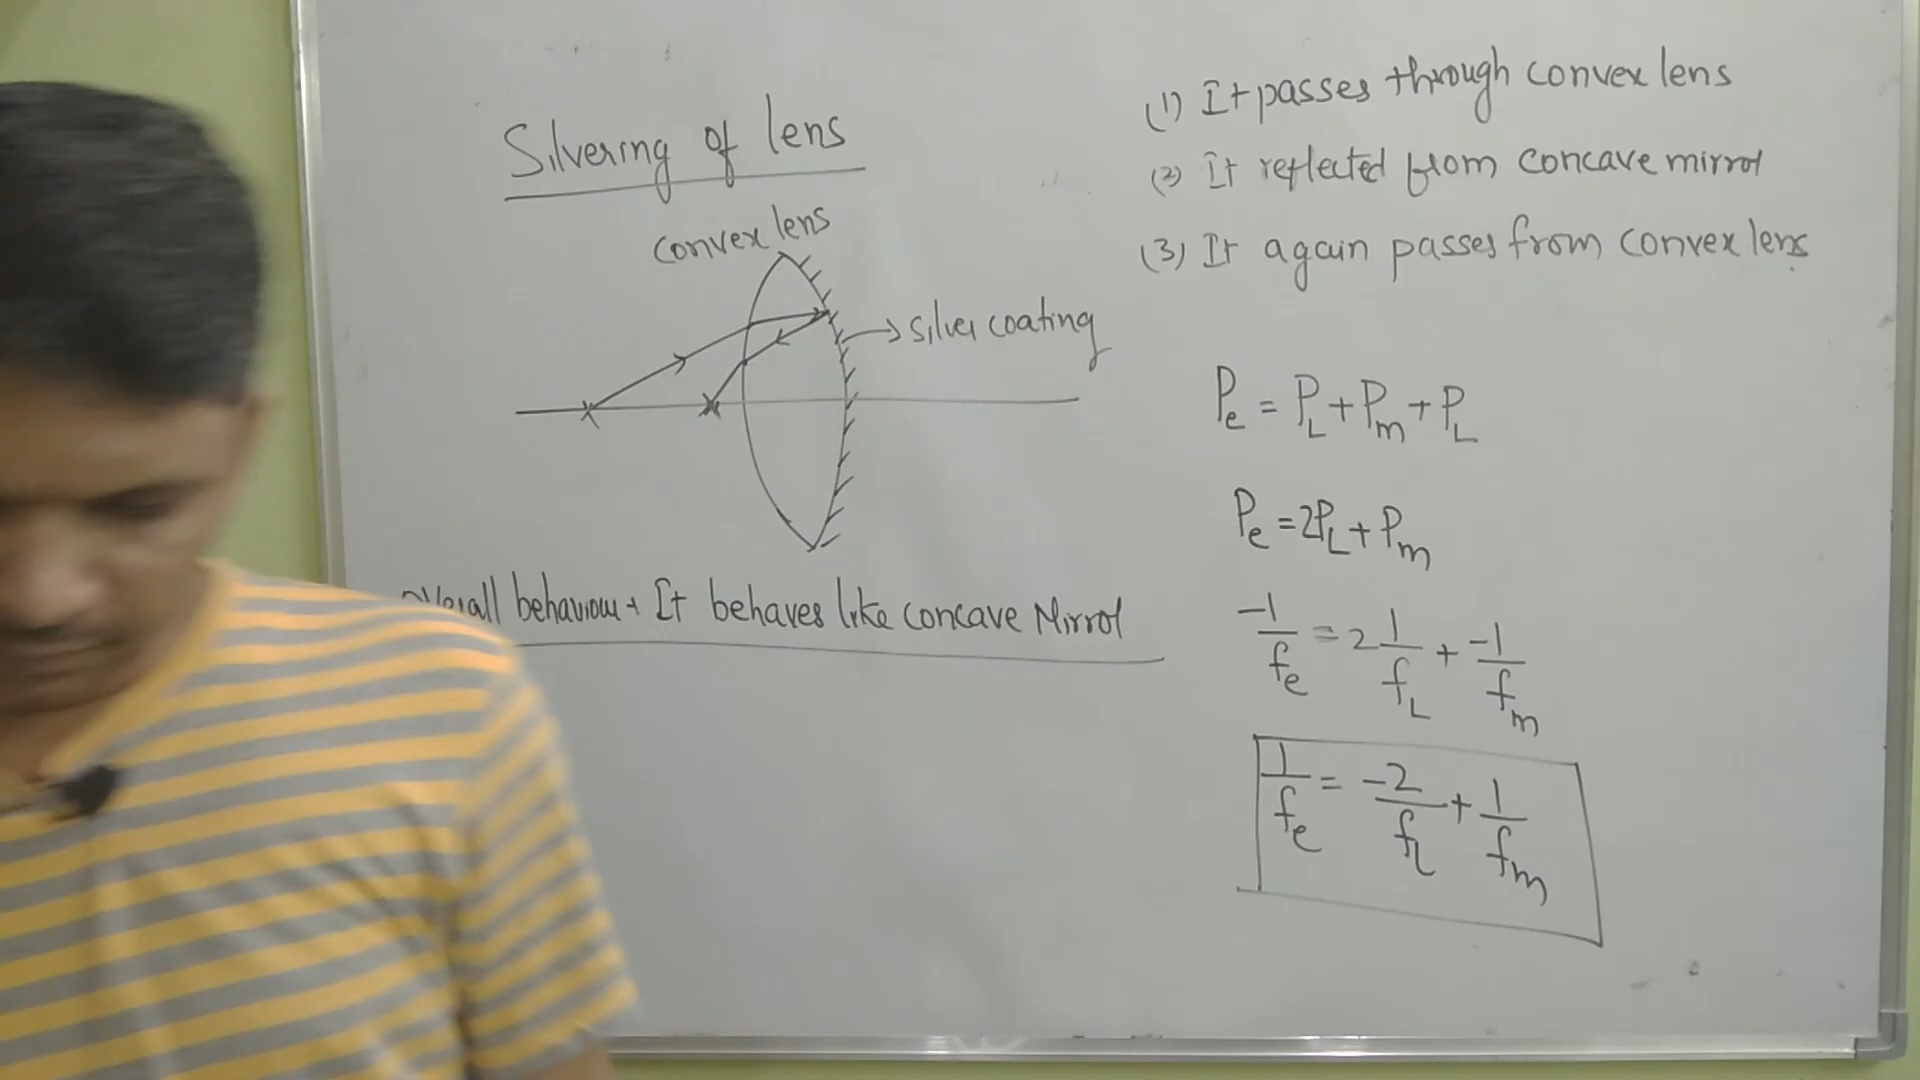 Silvering of lens
convex lens
silver coating
overall behaviour + It behaves like concave Mirror
(1) It passes through convex lens
(2) It reflected from concave mirror
(3) It again passes from convex lens
Pe = PL + Pm + PL
Pe = 2PL + Pm
-1/fe = 2 1/fL + -1/fm
1/fe = -2/fL + 1/fm